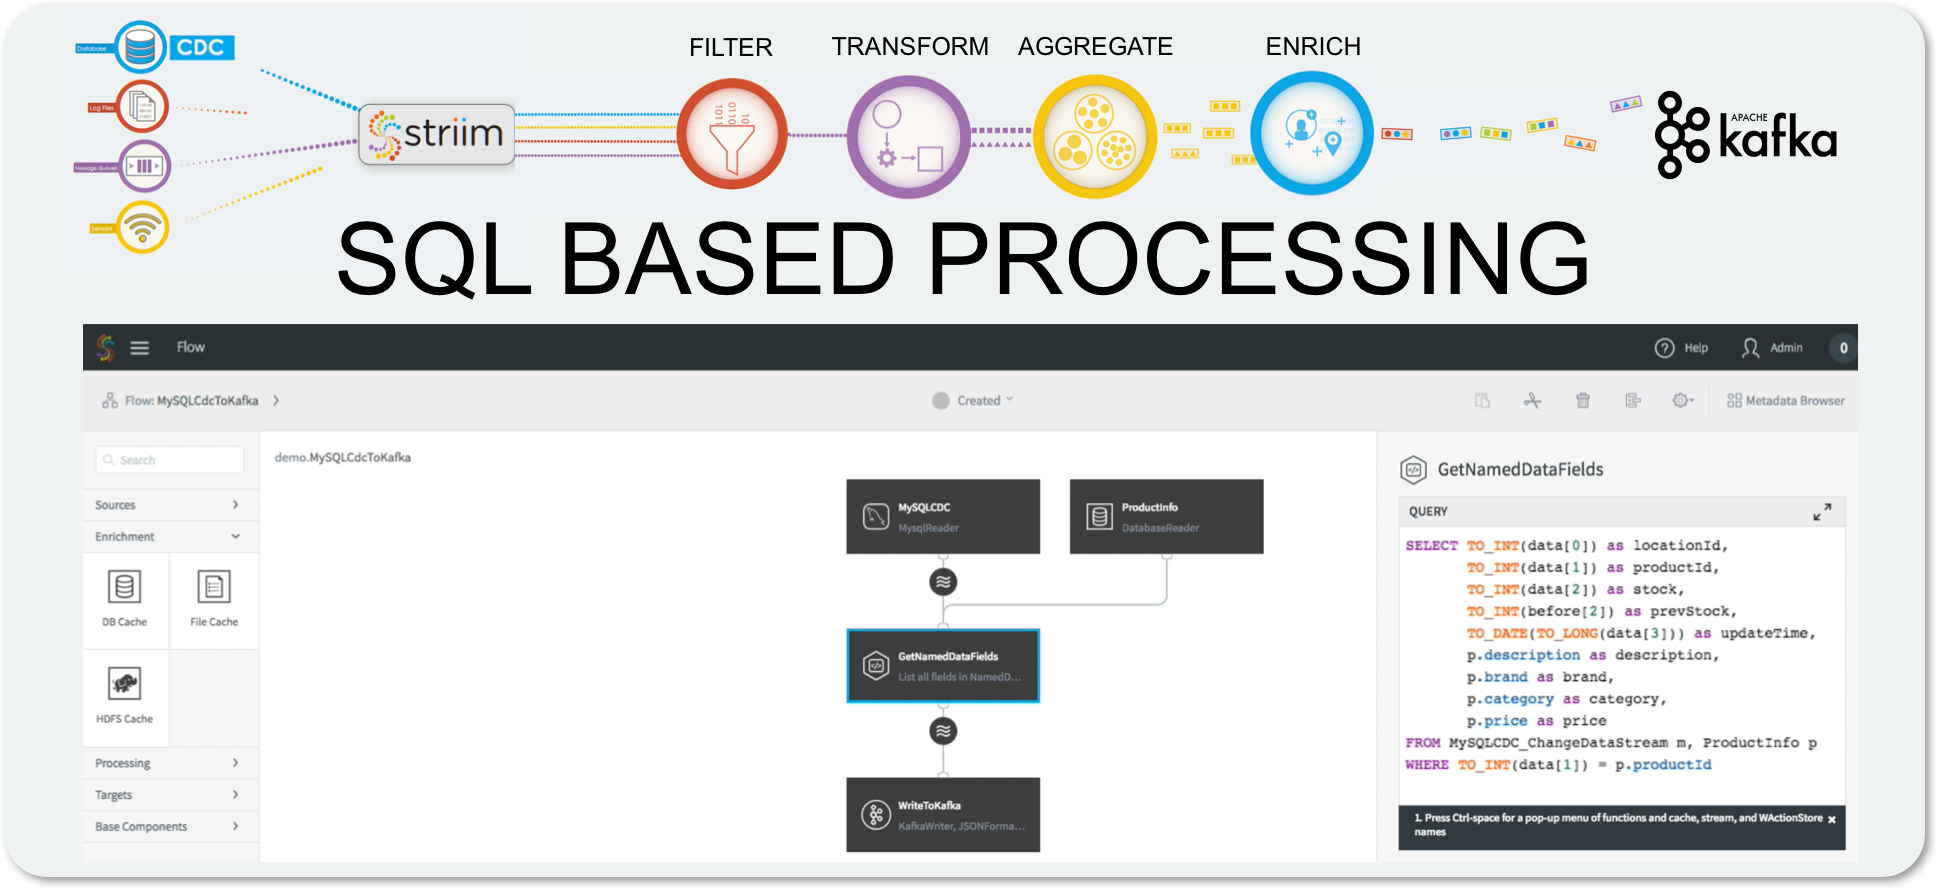 Database
CDC
Log Files
Message Queues
Sensors
striim
FILTER
TRANSFORM
AGGREGATE
ENRICH
APACHE
kafka
SQL BASED PROCESSING
Flow
Help
Admin
0
Flow: MySQLCdcToKafka
Created
Metadata Browser
Search
Sources
Enrichment
DB Cache
File Cache
HDFS Cache
Processing
Targets
Base Components
demo.MySQLCdcToKafka
MySQLCDC
MysqlReader
ProductInfo
DatabaseReader
GetNamedDataFields
List all fields in NamedD...
WriteToKafka
KafkaWriter, JSONForma...
GetNamedDataFields
QUERY
SELECT TO_INT(data[0]) as locationId,
TO_INT(data[1]) as productId,
TO_INT(data[2]) as stock,
TO_INT(before[2]) as prevStock,
TO_DATE(TO_LONG(data[3])) as updateTime,
p.description as description,
p.brand as brand,
p.category as category,
p.price as price
FROM MySQLCDC_ChangeDataStream m, ProductInfo p
WHERE TO_INT(data[1]) = p.productId
1. Press Ctrl-space for a pop-up menu of functions and cache, stream, and WActionStore
names